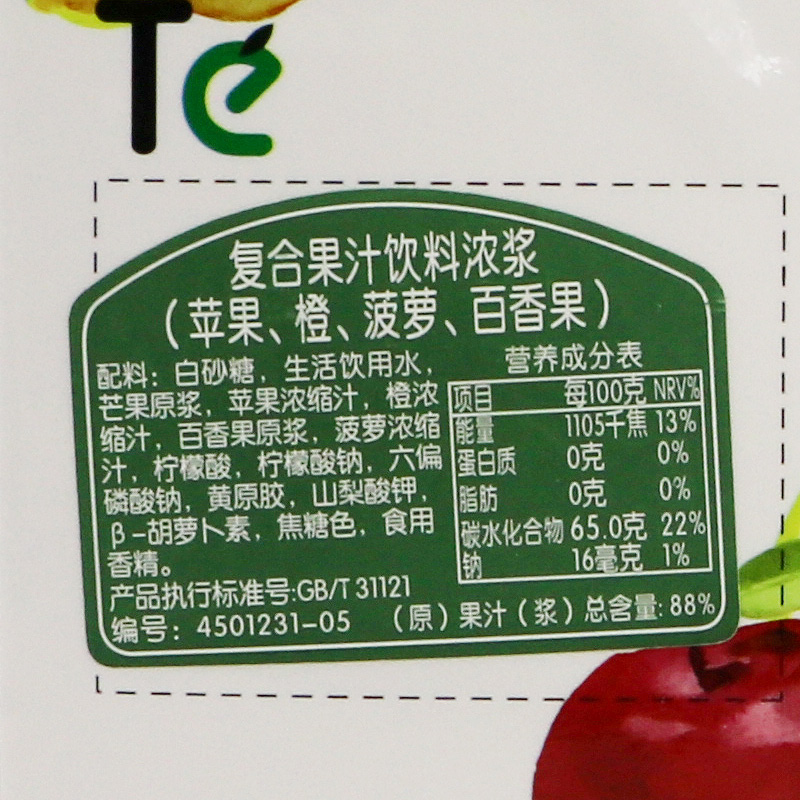 Té
复合果汁饮料浓浆
(苹果、橙、菠萝、百香果)
配料：白砂糖，生活饮用水，
芒果原浆，苹果浓缩汁，橙浓
缩汁，百香果原浆，菠萝浓缩
汁，柠檬酸，柠檬酸钠，六偏
磷酸钠，黄原胶，山梨酸钾，
β-胡萝卜素，焦糖色，食用
香精。
营养成分表
项目 每100克 NRV%
能量 1105千焦 13%
蛋白质 0克 0%
脂肪 0克 0%
碳水化合物 65.0克 22%
钠 16毫克 1%
产品执行标准号:GB/T 31121
编号：4501231-05 (原)果汁(浆)总含量:88%